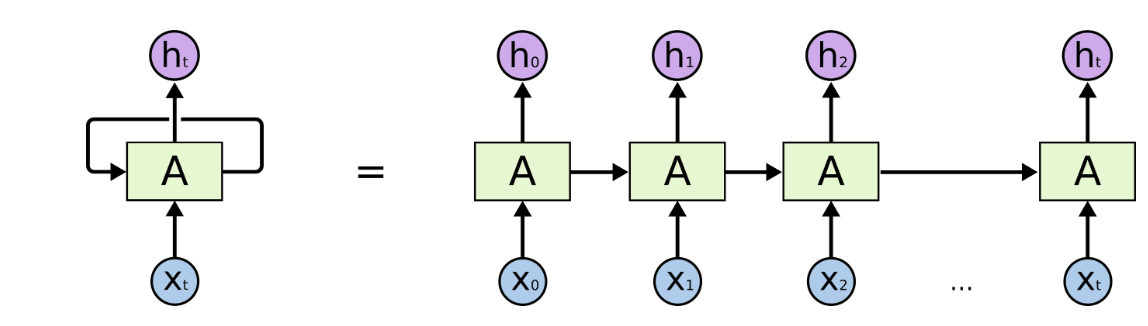 ht h0 h1 h2 ht
A = A A A A
xt x0 x1 x2 ... xt